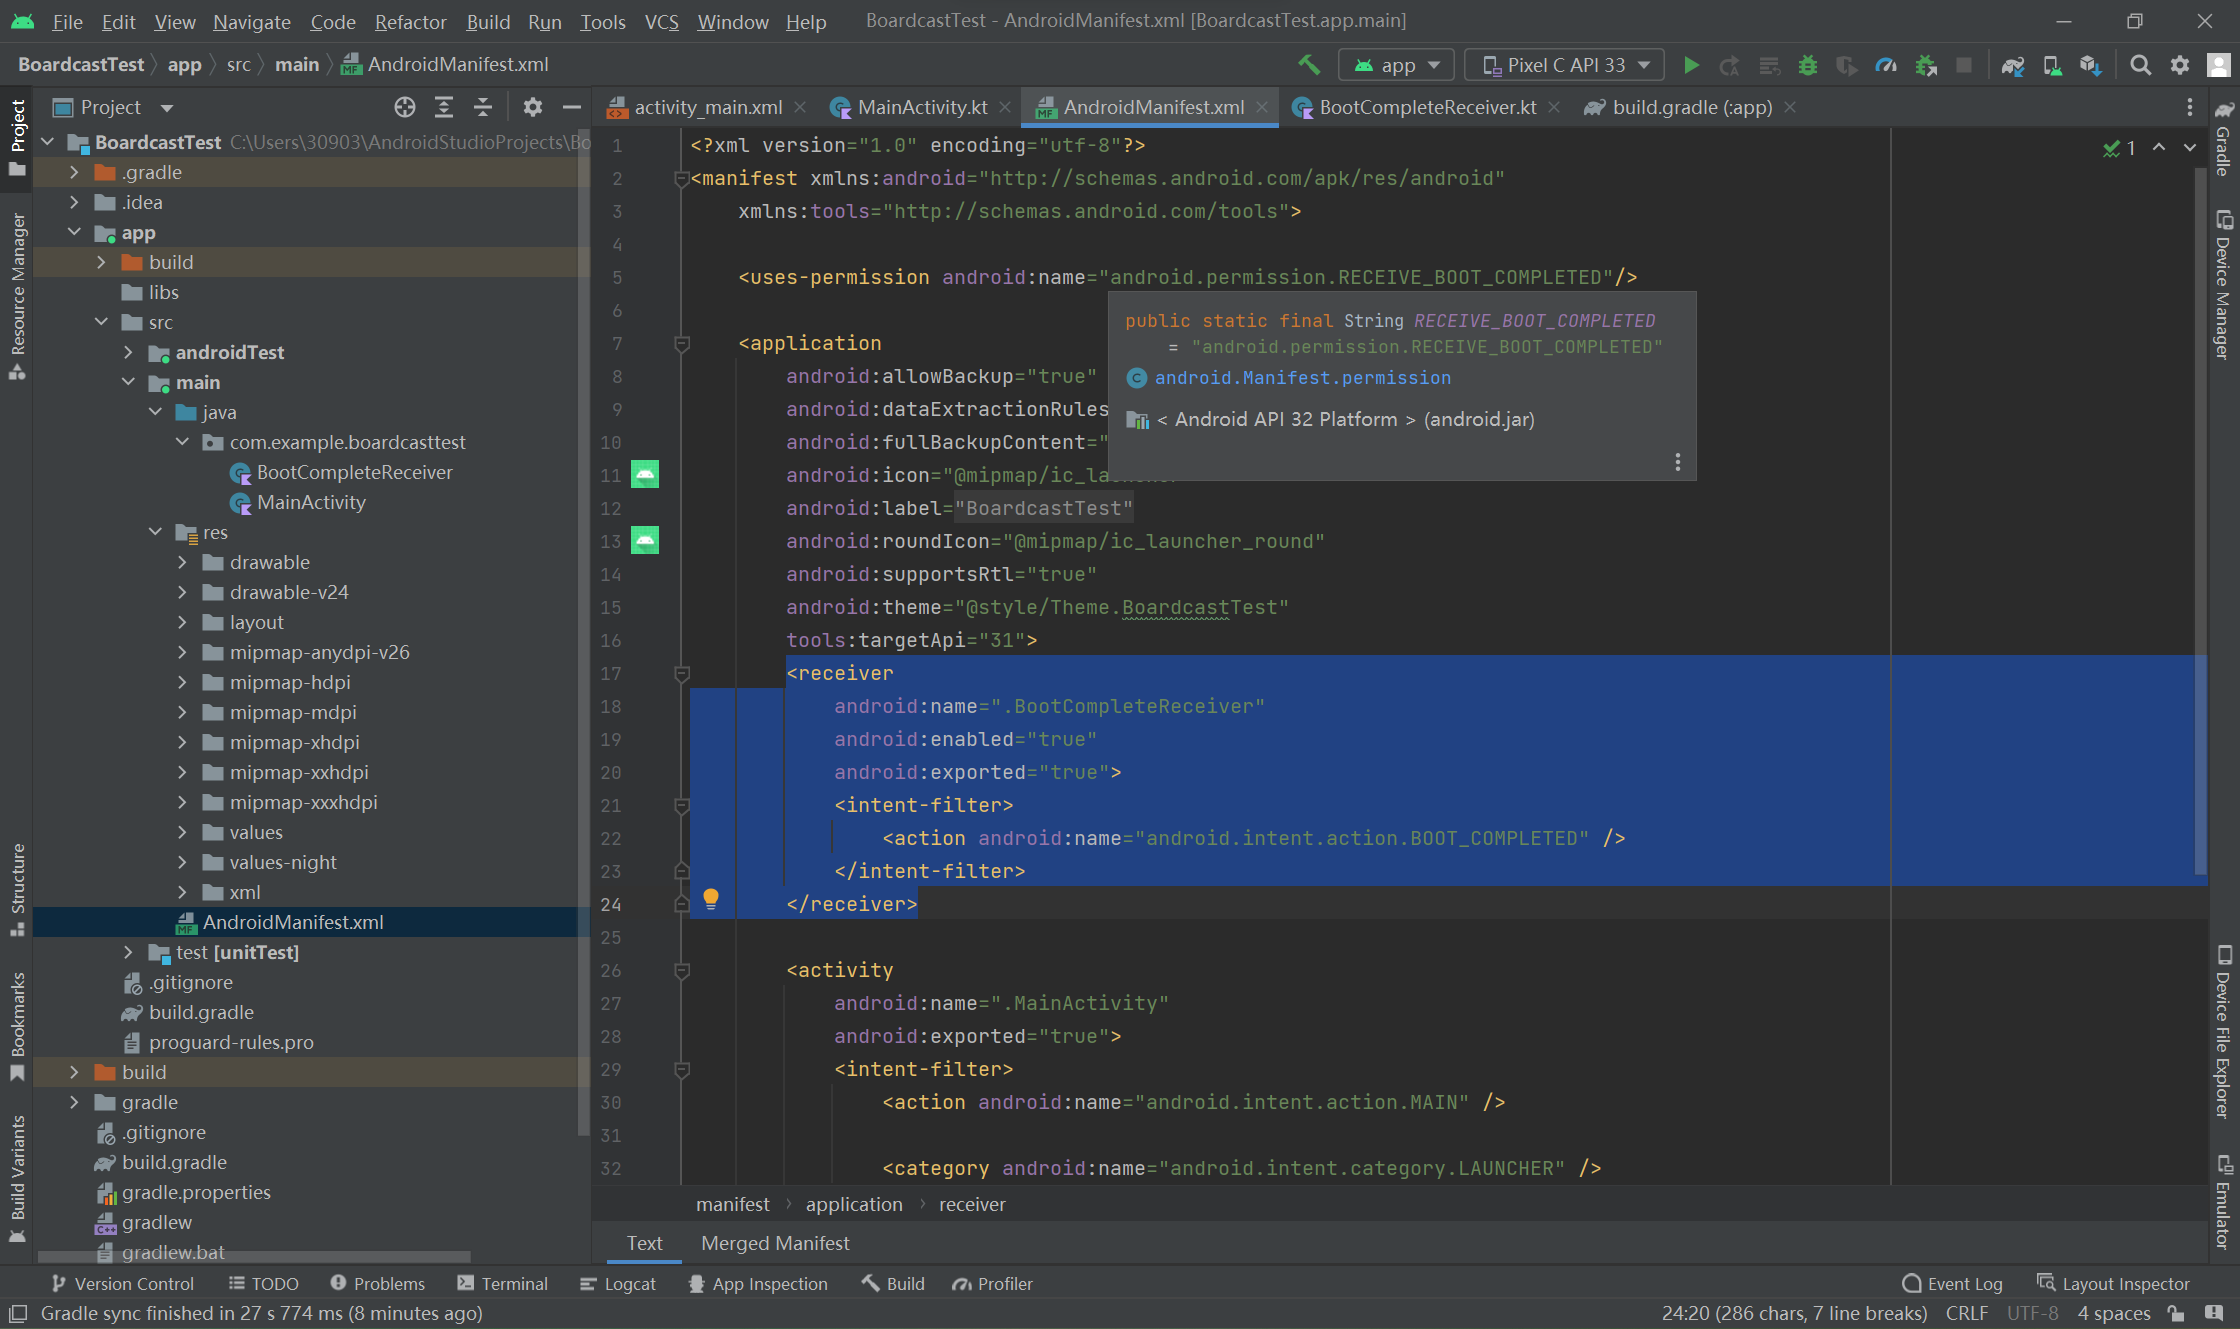 File Edit View Navigate Code Refactor Build Run Tools VCS Window Help BoardcastTest - AndroidManifest.xml [BoardcastTest.app.main]
BoardcastTest app src main AndroidManifest.xml app Pixel C API 33
Project
activity_main.xml MainActivity.kt AndroidManifest.xml BootCompleteReceiver.kt build.gradle (:app)
BoardcastTest C:\Users\30903\AndroidStudioProjects\Bo
.gradle
.idea
app
build
libs
src
androidTest
main
java
com.example.boardcasttest
BootCompleteReceiver
MainActivity
res
drawable
drawable-v24
layout
mipmap-anydpi-v26
mipmap-hdpi
mipmap-mdpi
mipmap-xhdpi
mipmap-xxhdpi
mipmap-xxxhdpi
values
values-night
xml
AndroidManifest.xml
test [unitTest]
.gitignore
build.gradle
proguard-rules.pro
build
gradle
.gitignore
build.gradle
gradle.properties
gradlew
gradlew.bat
Project
Resource Manager
Structure
Bookmarks
Build Variants
1 <?xml version="1.0" encoding="utf-8"?>
2 <manifest xmlns:android="http://schemas.android.com/apk/res/android"
3 xmlns:tools="http://schemas.android.com/tools">
4
5 <uses-permission android:name="android.permission.RECEIVE_BOOT_COMPLETED"/>
6
7 <application
8 android:allowBackup="true"
9 android:dataExtractionRules
10 android:fullBackupContent="
11 android:icon="@mipmap/ic_la
12 android:label="BoardcastTest"
13 android:roundIcon="@mipmap/ic_launcher_round"
14 android:supportsRtl="true"
15 android:theme="@style/Theme.BoardcastTest"
16 tools:targetApi="31">
17 <receiver
18 android:name=".BootCompleteReceiver"
19 android:enabled="true"
20 android:exported="true">
21 <intent-filter>
22 <action android:name="android.intent.action.BOOT_COMPLETED" />
23 </intent-filter>
24 </receiver>
25
26 <activity
27 android:name=".MainActivity"
28 android:exported="true">
29 <intent-filter>
30 <action android:name="android.intent.action.MAIN" />
31
32 <category android:name="android.intent.category.LAUNCHER" />
public static final String RECEIVE_BOOT_COMPLETED
= "android.permission.RECEIVE_BOOT_COMPLETED"
android.Manifest.permission
< Android API 32 Platform > (android.jar)
1
Gradle
Device Manager
Device File Explorer
Emulator
manifest application receiver
Text Merged Manifest
Version Control TODO Problems Terminal Logcat App Inspection Build Profiler Event Log Layout Inspector
Gradle sync finished in 27 s 774 ms (8 minutes ago) 24:20 (286 chars, 7 line breaks) CRLF UTF-8 4 spaces